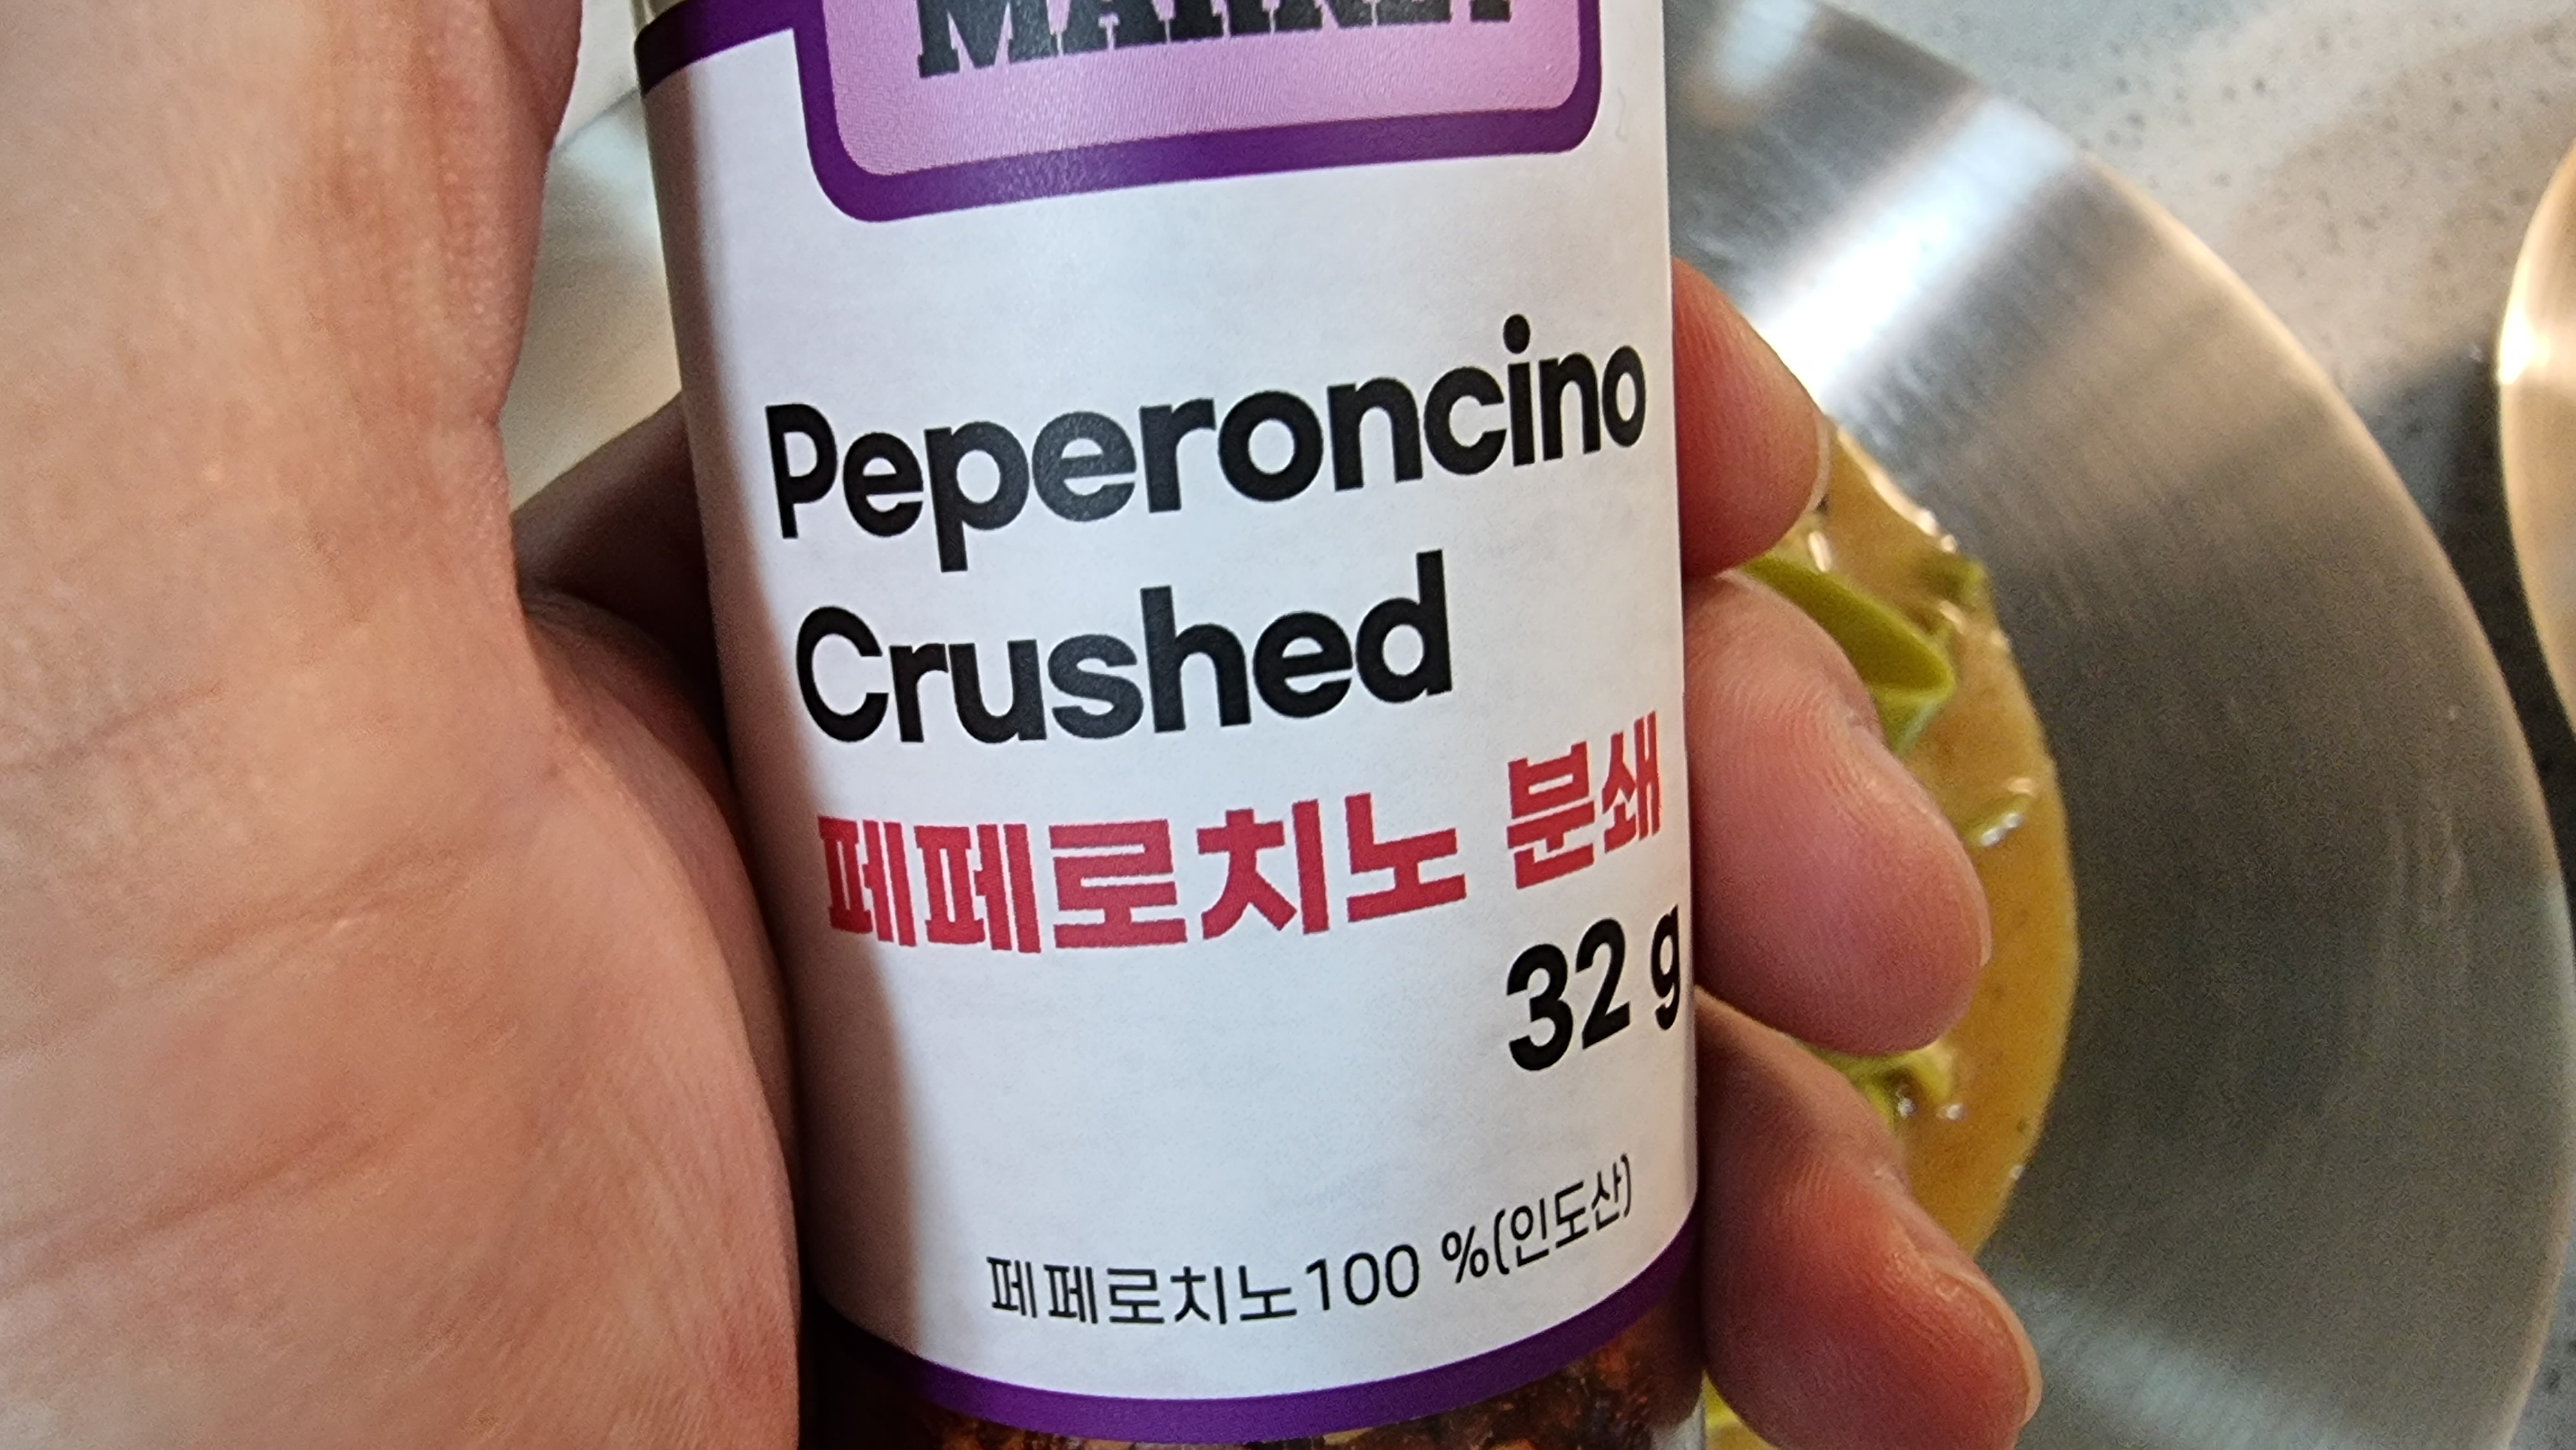 MARKET
Peperoncino
Crushed
페페로치노 분쇄
32 g
페페로치노100 %(인도산)